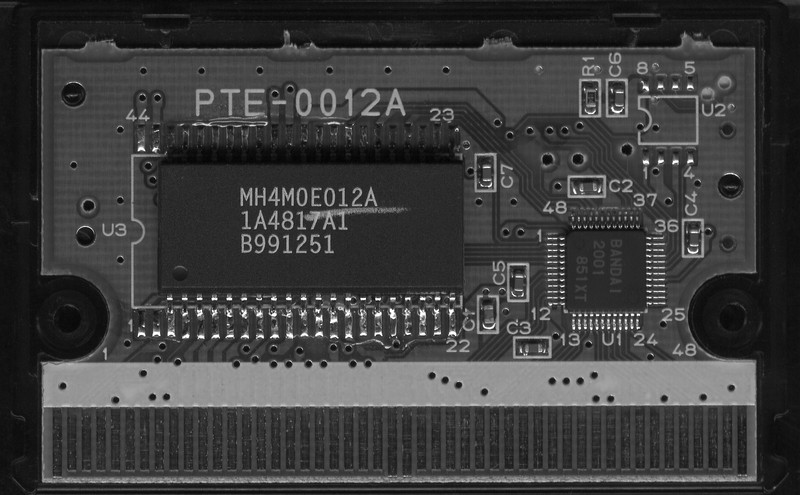 PTE-0012A
44
23
R1
C6
8
5
U2
4
C7
C2
48
37
C4
36
U3
MH4M0E012A
1A4817A1
B991251
1
BANDAI
2001
851XT
C5
12
25
C3
13
U1
24
1
22
48
1